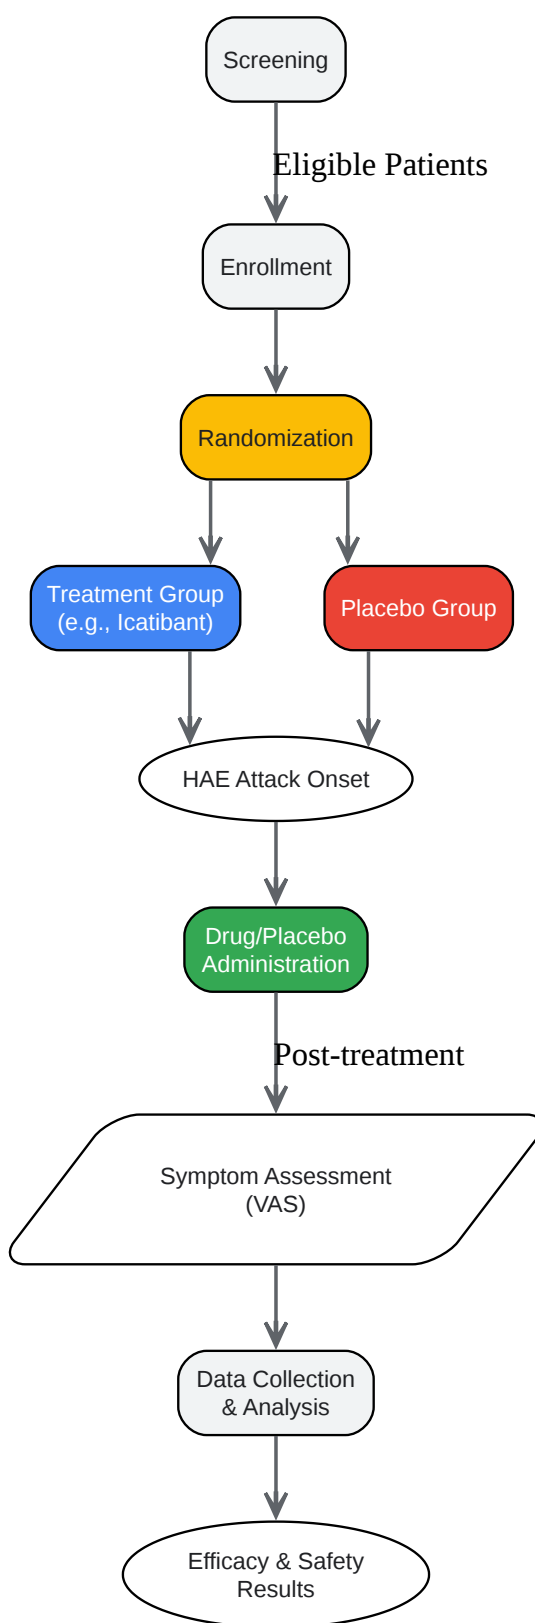 Screening
Eligible Patients
Enrollment
Randomization
Treatment Group
(e.g., Icatibant)
Placebo Group
HAE Attack Onset
Drug/Placebo
Administration
Post-treatment
Symptom Assessment
(VAS)
Data Collection
& Analysis
Efficacy & Safety
Results